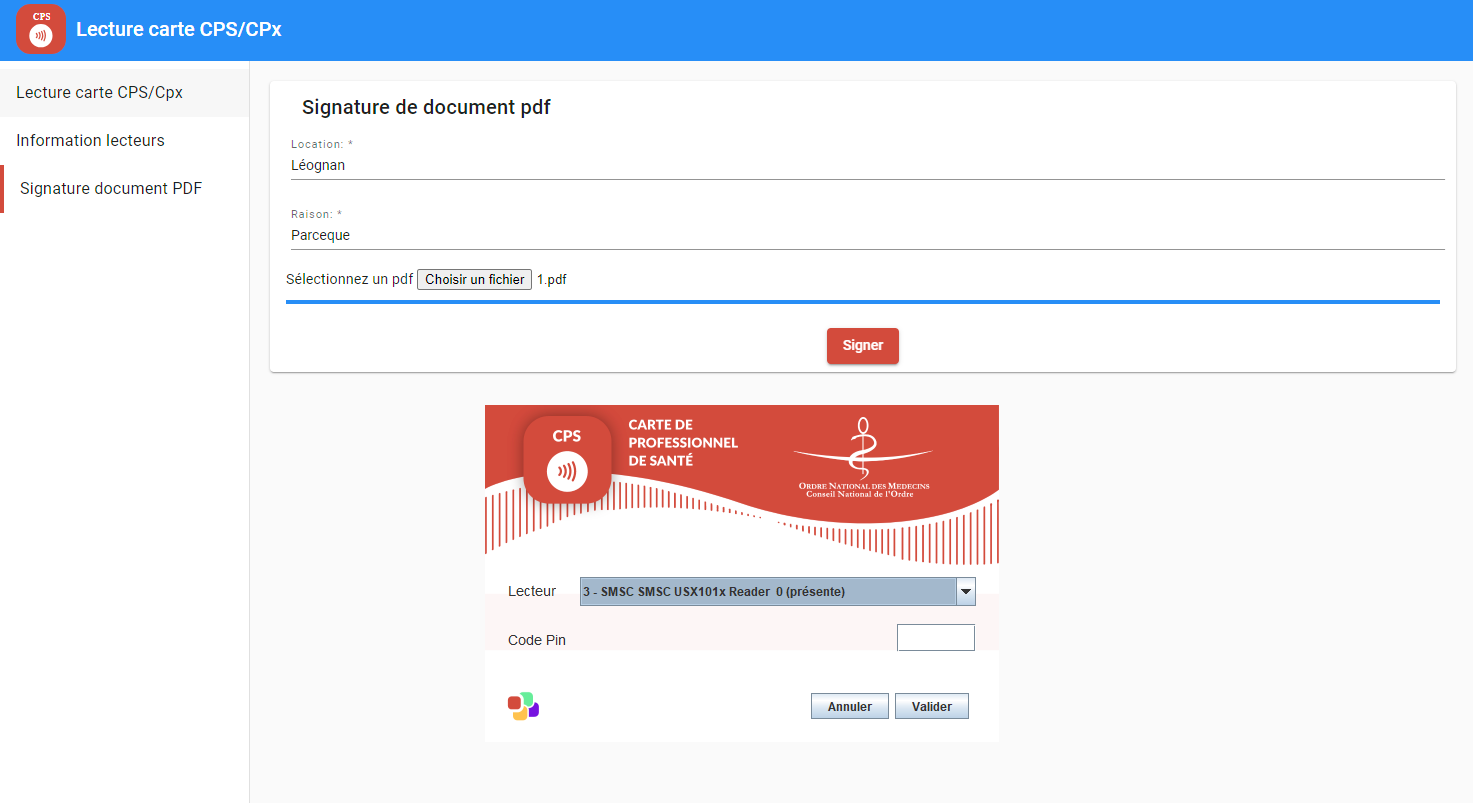 CPS
Lecture carte CPS/CPx
Lecture carte CPS/Cpx
Information lecteurs
Signature document PDF
Signature de document pdf
Location: *
Léognan
Raison: *
Parceque
Sélectionnez un pdf Choisir un fichier 1.pdf
Signer
CPS
CARTE DE
PROFESSIONNEL
DE SANTÉ
ORDRE NATIONAL DES MEDECINS
Conseil National de l'Ordre
Lecteur 3 - SMSC SMSC USX101x Reader 0 (présente)
Code Pin
Annuler Valider